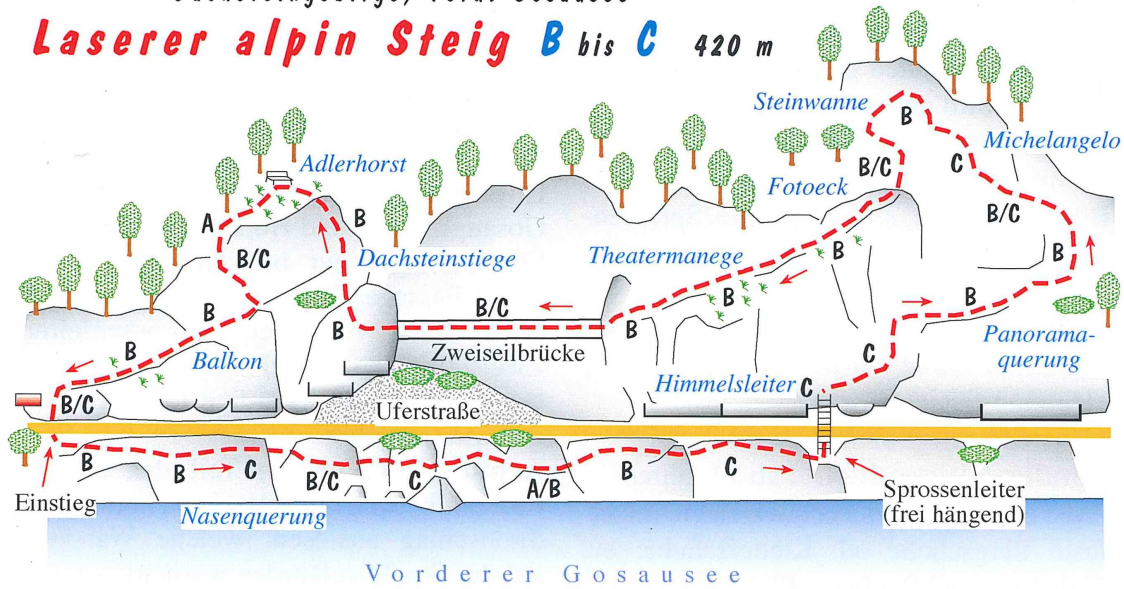 Laserer alpin Steig B bis C 420 m
Steinwanne
B
Michelangelo
C
Adlerhorst
B/C
Fotoeck
A
B
B/C
B/C
Dachsteinstiege
Theatermanege
B
B
B
B/C
B
B
B
B
B
Zweiseilbrücke
Panorama-
querung
B
Balkon
C
Himmelsleiter
C
B/C
Uferstraße
B
B
C
B/C
C
A/B
B
C
Einstieg
Nasenquerung
Sprossenleiter
(frei hängend)
Vorderer Gosausee